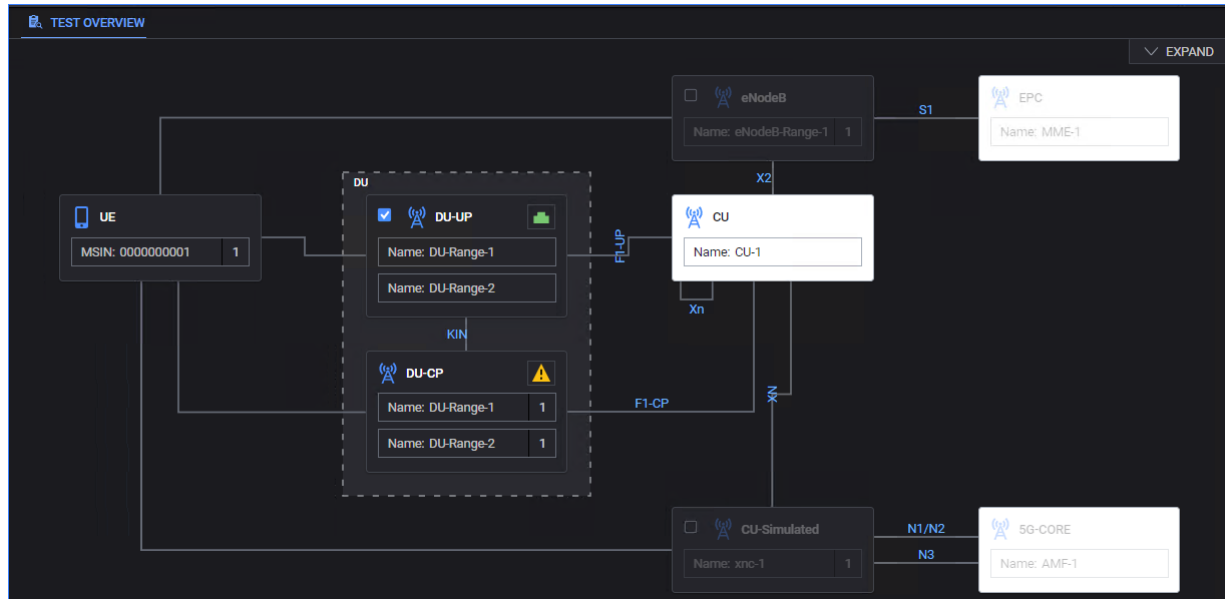 TEST OVERVIEW
EXPAND
eNodeB
Name: eNodeB-Range-1 1
S1
EPC
Name: MME-1
X2
DU
UE
MSIN: 0000000001 1
DU-UP
Name: DU-Range-1
Name: DU-Range-2
F1-UP
CU
Name: CU-1
Xn
KIN
DU-CP
Name: DU-Range-1 1
Name: DU-Range-2 1
F1-CP
XN
CU-Simulated
Name: xnc-1 1
N1/N2
N3
5G-CORE
Name: AMF-1